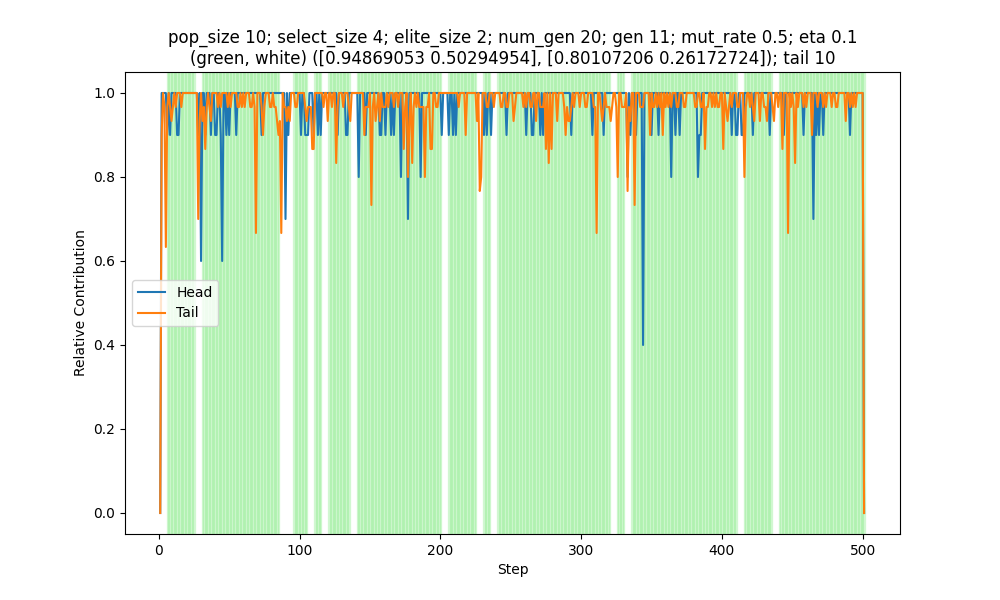 pop_size 10; select_size 4; elite_size 2; num_gen 20; gen 11; mut_rate 0.5; eta 0.1
(green, white) ([0.94869053 0.50294954], [0.80107206 0.26172724]); tail 10
1.0
0.8
0.6
0.4
0.2
0.0
Relative Contribution
Head
Tail
0
100
200
300
400
500
Step